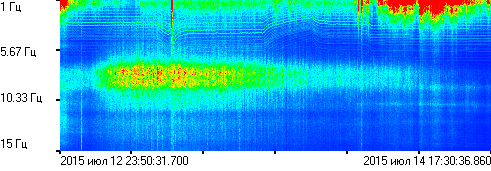 1 Гц
5.67 Гц
10.33 Гц
15 Гц
2015 июл 12 23:50:31.700
2015 июл 14 17:30:36.860